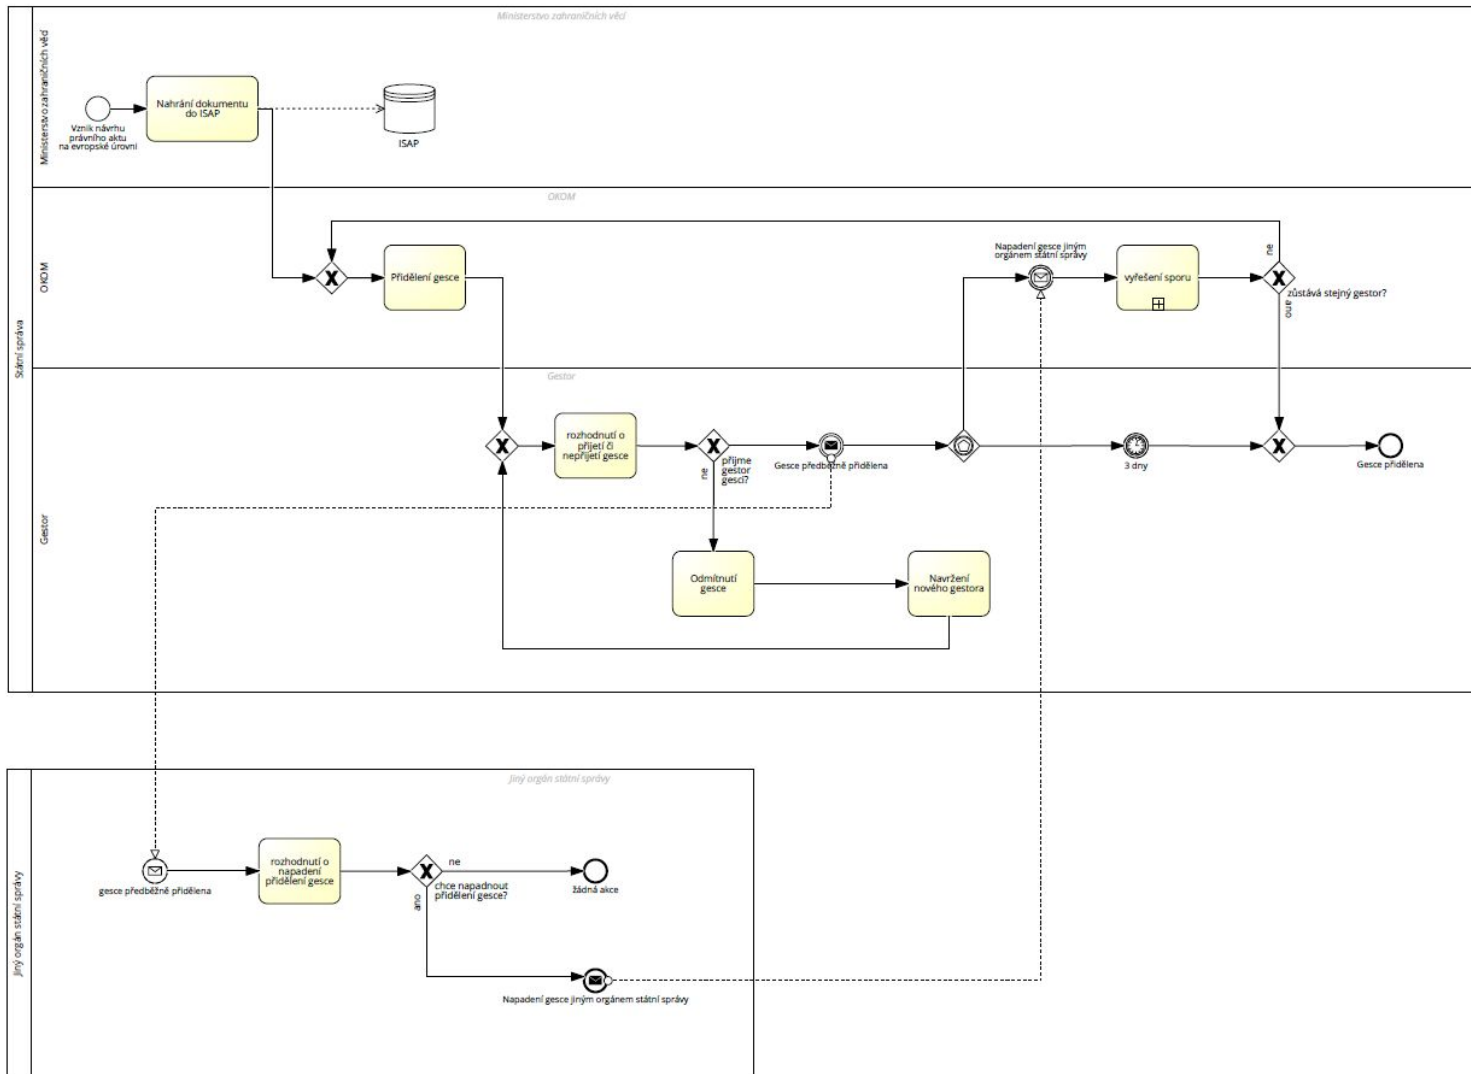 Ministerstvo zahraničních věcí
Státní správa
Ministerstvo zahraničních věcí
Nahrání dokumentu
do ISAP
Vznik návrhu
právního aktu
na evropské úrovni
ISAP
OKOM
OKOM
Přidělení gesce
Napadení gesce jiným
orgánem státní správy
vyřešení sporu
ne
zůstává stejný gestor?
ano
Gestor
Gestor
rozhodnutí o
přijetí či
nepřijetí gesce
přijme
gestor
gesci?
ne
Gesce předběžně přidělena
3 dny
Gesce přidělena
Odmítnutí
gesce
Navržení
nového gestora
Jiný orgán státní správy
Jiný orgán státní správy
gesce předběžně přidělena
rozhodnutí o
napadení
přidělení gesce
ne
chce napadnout
přidělení gesce?
ano
žádná akce
Napadení gesce jiným orgánem státní správy